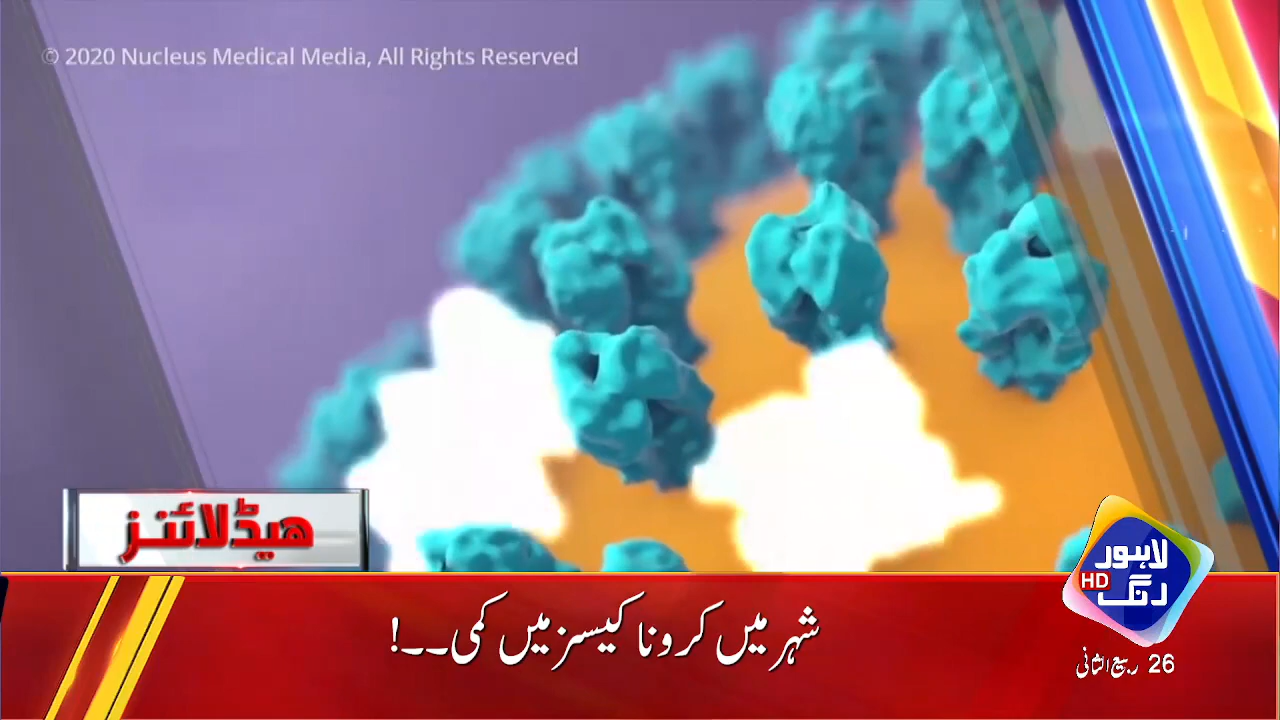 © 2020 Nucleus Medical Media, All Rights Reserved
ہیڈلائنز
لاہور
HD رنگ
شہر میں کرونا کیسز میں کمی۔۔!
26 ربیع الثانی